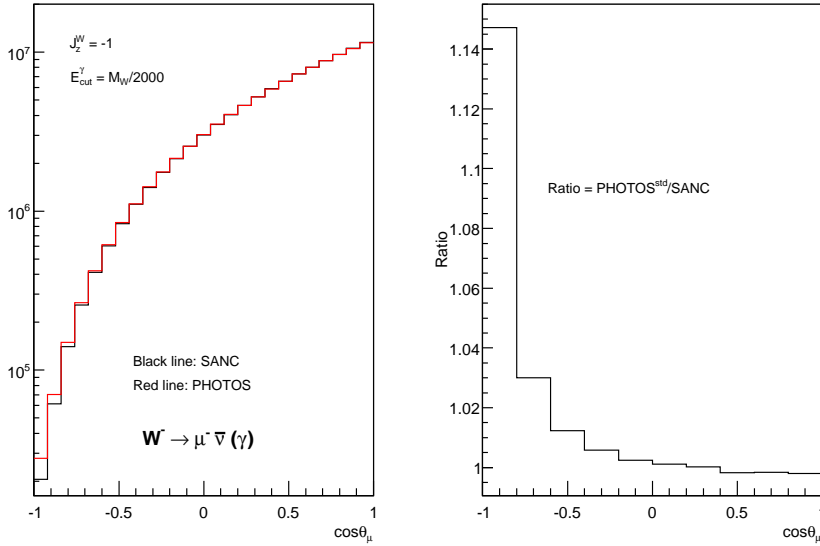 J_z^W = -1
E_cut^γ = M_W/2000
10^7
10^6
10^5
Black line: SANC
Red line: PHOTOS
W^- → μ^- ν̄ (γ)
-1 -0.5 0 0.5 1
cosθ_μ
Ratio
1.14
1.12
1.1
1.08
1.06
1.04
1.02
1
Ratio = PHOTOS^std/SANC
-1 -0.5 0 0.5 1
cosθ_μ